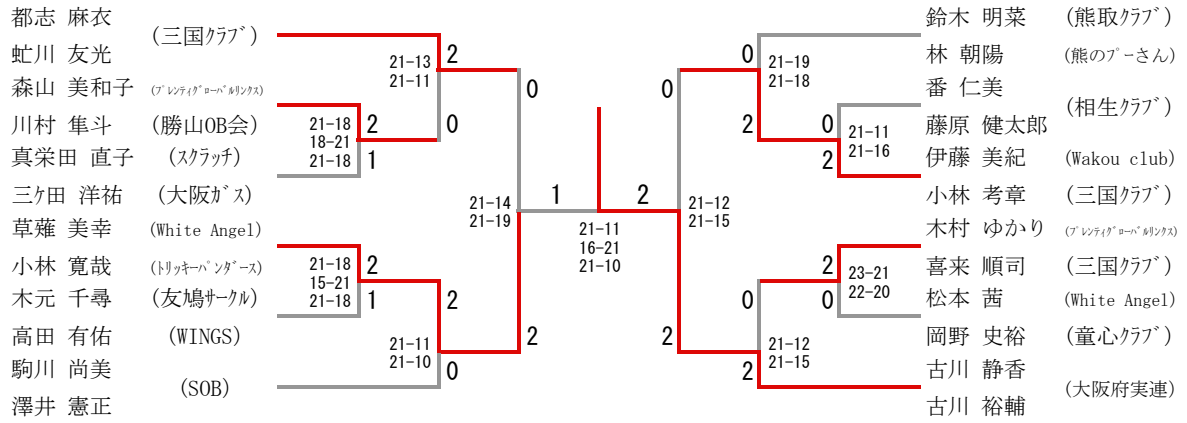 都志 麻衣
(三国ｸﾗﾌﾞ)
虻川 友光
森山 美和子 (ﾌﾟﾚﾝﾃｨｸﾞﾛｰﾊﾞﾙﾘﾝｸｽ)
川村 隼斗 (勝山OB会)
真栄田 直子 (ｽｸﾗｯﾁ)
三ケ田 洋祐 (大阪ｶﾞｽ)
草薙 美幸 (White Angel)
小林 寛哉 (ﾄﾘｯｷｰﾊﾟﾝﾀﾞｰｽ)
木元 千尋 (友鳩ｻｰｸﾙ)
高田 有佑 (WINGS)
駒川 尚美
(SOB)
澤井 憲正
21-13
21-11
2
0
21-18
18-21
21-18
2
1
0
21-14
21-19
21-18
15-21
21-18
2
1
2
21-11
21-10
0
2
1
2
21-11
16-21
21-10
0
21-12
21-15
2
0
21-19
21-18
2
0
21-11
21-16
2
2
23-21
22-20
0
0
21-12
21-15
2
鈴木 明菜 (熊取ｸﾗﾌﾞ)
林 朝陽 (熊のﾌﾟｰさん)
番 仁美
(相生ｸﾗﾌﾞ)
藤原 健太郎
伊藤 美紀 (Wakou club)
小林 考章 (三国ｸﾗﾌﾞ)
木村 ゆかり (ﾌﾟﾚﾝﾃｨｸﾞﾛｰﾊﾞﾙﾘﾝｸｽ)
喜来 順司 (三国ｸﾗﾌﾞ)
松本 茜 (White Angel)
岡野 史裕 (童心ｸﾗﾌﾞ)
古川 静香
(大阪府実連)
古川 裕輔